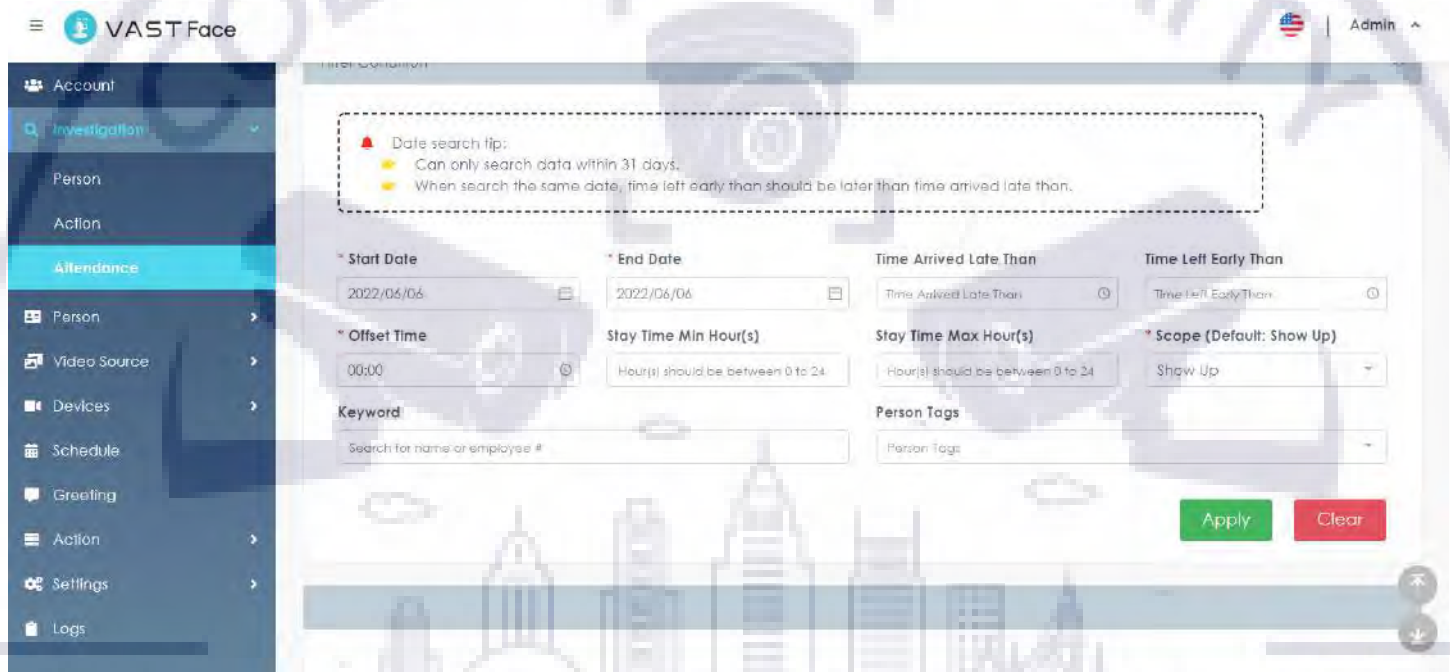 VAST Face
Admin
Account
Filter Condition
Investigation
Date search tip:
Can only search data within 31 days.
When search the same date, time left early than should be later than time arrived late than.
Person
Action
Attendance
* Start Date
* End Date
Time Arrived Late Than
Time Left Early Than
2022/06/06
2022/06/06
Time Arrived Late Than
Time Left Early Than
Person
* Offset Time
Stay Time Min Hour(s)
Stay Time Max Hour(s)
* Scope (Default: Show Up)
Video Source
00:00
Hour(s) should be between 0 to 24
Hour(s) should be between 0 to 24
Show Up
Devices
Keyword
Person Tags
Schedule
Search for name or employee #
Person Tags
Greeting
Apply
Clear
Action
Settings
Logs